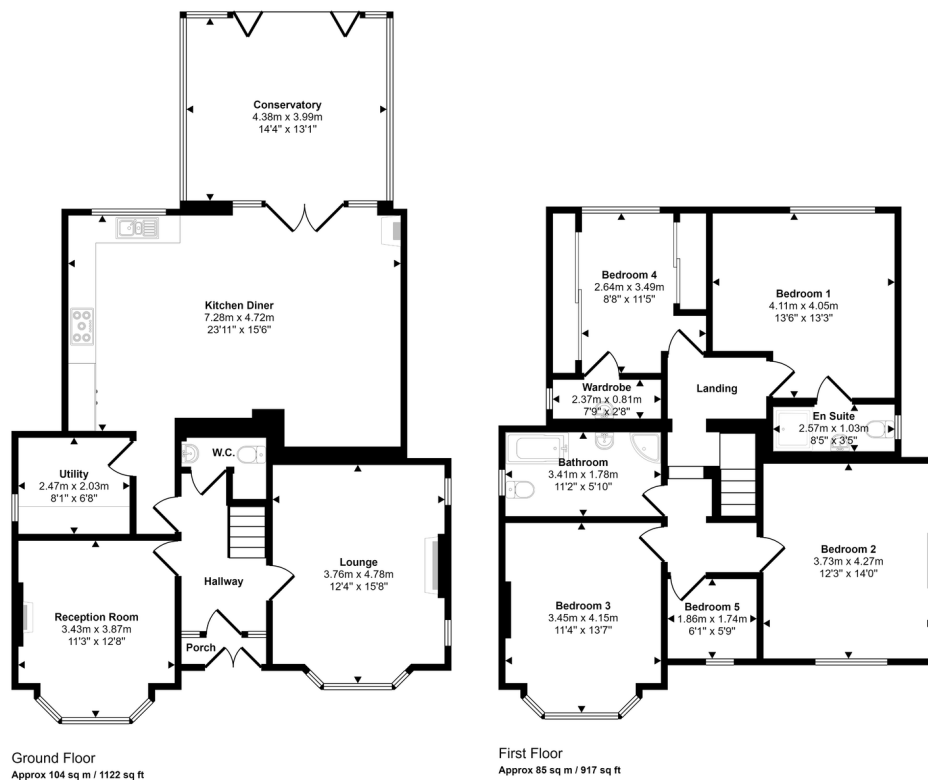 Conservatory
4.38m x 3.99m
14'4" x 13'1"
Kitchen Diner
7.28m x 4.72m
23'11" x 15'6"
Utility
2.47m x 2.03m
8'1" x 6'8"
W.C.
Lounge
3.76m x 4.78m
12'4" x 15'8"
Hallway
Reception Room
3.43m x 3.87m
11'3" x 12'8"
Porch
Ground Floor
Approx 104 sq m / 1122 sq ft
Bedroom 4
2.64m x 3.49m
8'8" x 11'5"
Bedroom 1
4.11m x 4.05m
13'6" x 13'3"
Wardrobe
2.37m x 0.81m
7'9" x 2'8"
Landing
En Suite
2.57m x 1.03m
8'5" x 3'5"
Bathroom
3.41m x 1.78m
11'2" x 5'10"
Bedroom 2
3.73m x 4.27m
12'3" x 14'0"
Bedroom 3
3.45m x 4.15m
11'4" x 13'7"
Bedroom 5
1.86m x 1.74m
6'1" x 5'9"
First Floor
Approx 85 sq m / 917 sq ft